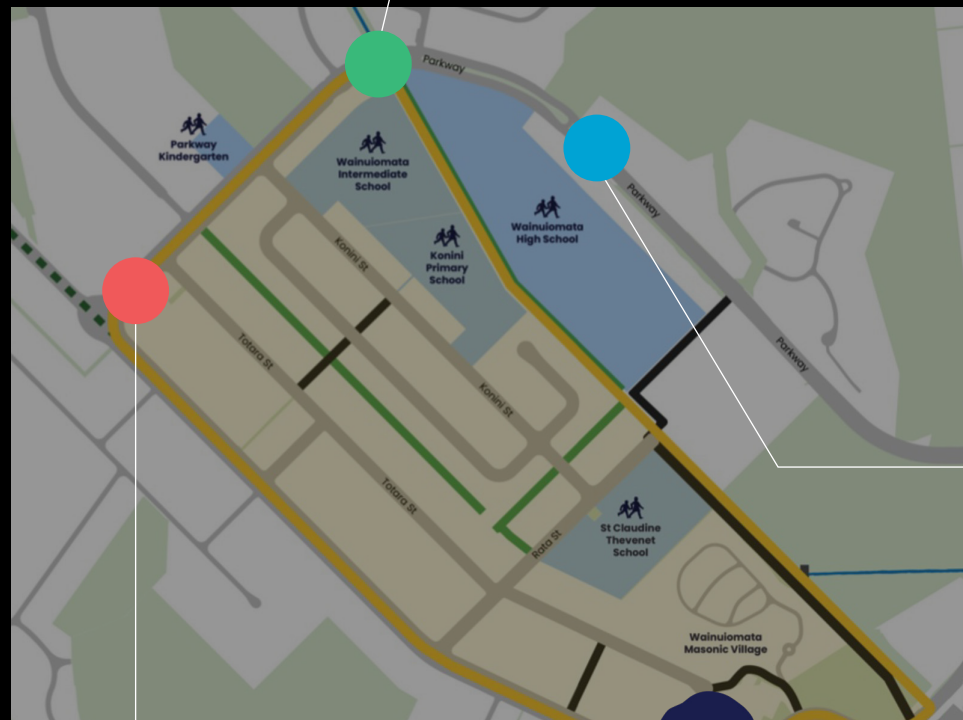 Parkway
Parkway
Kindergarten
Wainuiomata
Intermediate
School
Parkway
Wainuiomata
High School
Konini
Primary
School
Konini St
Totara St
Parkway
Konini St
Totara St
Rata St
St Claudine
Thevenet
School
Wainuiomata
Masonic Village